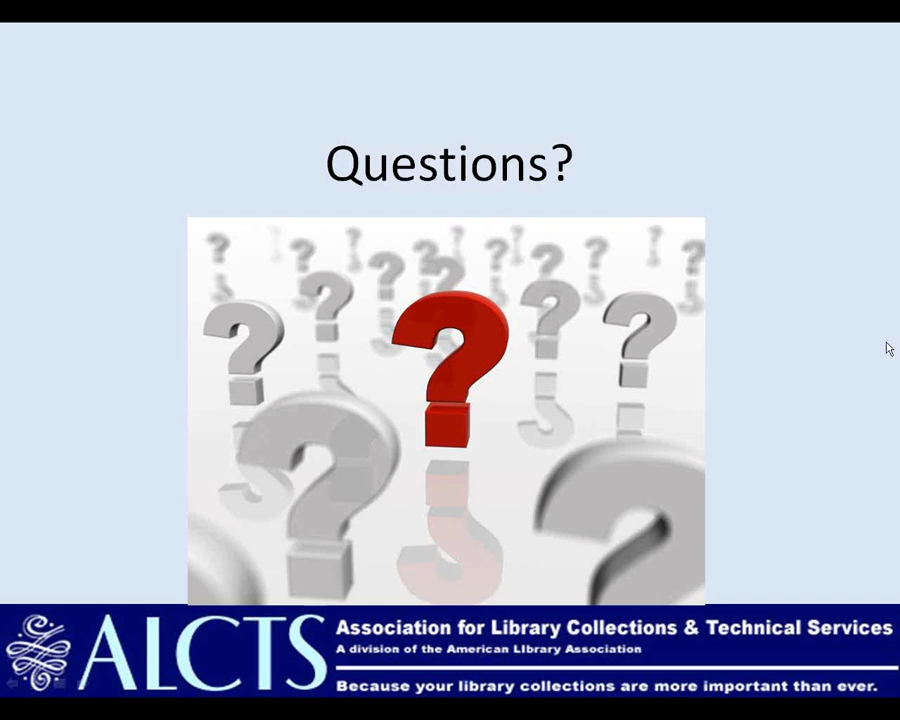 Questions?
ALCTS
Association for Library Collections & Technical Services
A division of the American Library Association
Because your library collections are more important than ever.